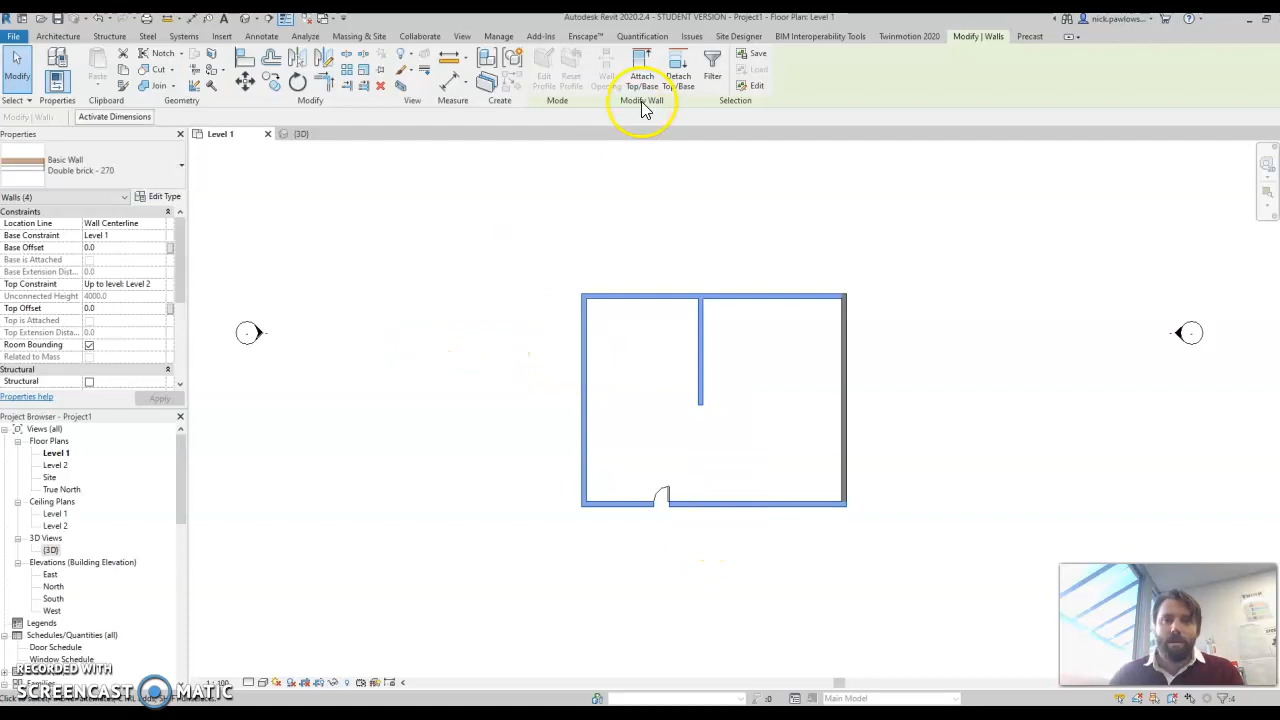 Autodesk Revit 2020.2.4 - STUDENT VERSION - Project1 - Floor Plan: Level 1
nick.pawlows...
File Architecture Structure Steel Systems Insert Annotate Analyze Massing & Site Collaborate View Manage Add-Ins Enscape™ Quantification Issues Site Designer BIM Interoperability Tools Twinmotion 2020 Modify | Walls Precast
Modify Paste Notch Cut Join Edit Profile Reset Profile Wall Opening Attach Top/Base Detach Top/Base Filter Save Load Edit
Select Properties Clipboard Geometry Modify View Measure Create Mode Modify Wall Selection
Modify | Walls Activate Dimensions
Properties
Level 1 {3D}
Basic Wall
Double brick - 270
Walls (4) Edit Type
Constraints
Location Line Wall Centerline
Base Constraint Level 1
Base Offset 0.0
Base is Attached
Base Extension Dist... 0.0
Top Constraint Up to level: Level 2
Unconnected Height 4000.0
Top Offset 0.0
Top is Attached
Top Extension Distan... 0.0
Room Bounding
Related to Mass
Structural
Structural
Properties help Apply
Project Browser - Project1
Views (all)
Floor Plans
Level 1
Level 2
Site
True North
Ceiling Plans
Level 1
Level 2
3D Views
{3D}
Elevations (Building Elevation)
East
North
South
West
Legends
Schedules/Quantities (all)
Door Schedule
Window Schedule
RECORDED WITH
SCREENCAST MATIC
1 : 100
:0 Main Model :4